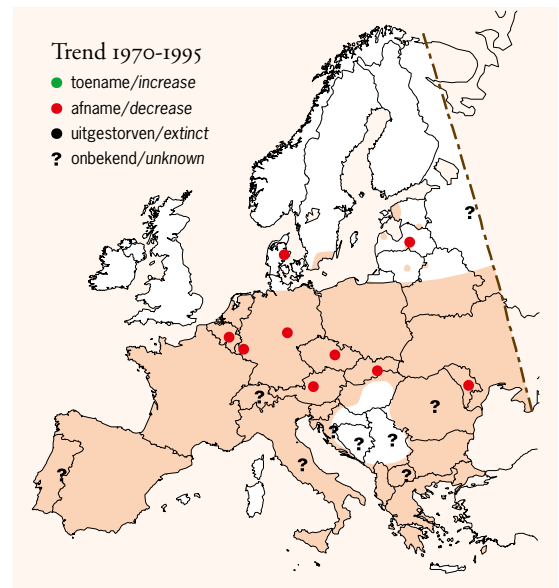 Trend 1970-1995
toename/increase
afname/decrease
uitgestorven/extinct
? onbekend/unknown
?
?
?
?
?
?
?
?
?